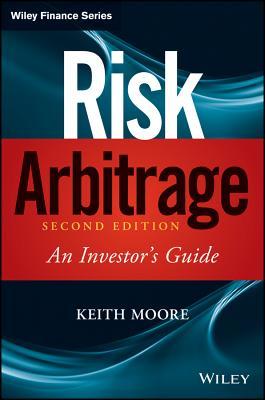 Wiley Finance Series
Risk
Arbitrage
SECOND EDITION
An Investor's Guide
KEITH MOORE
WILEY